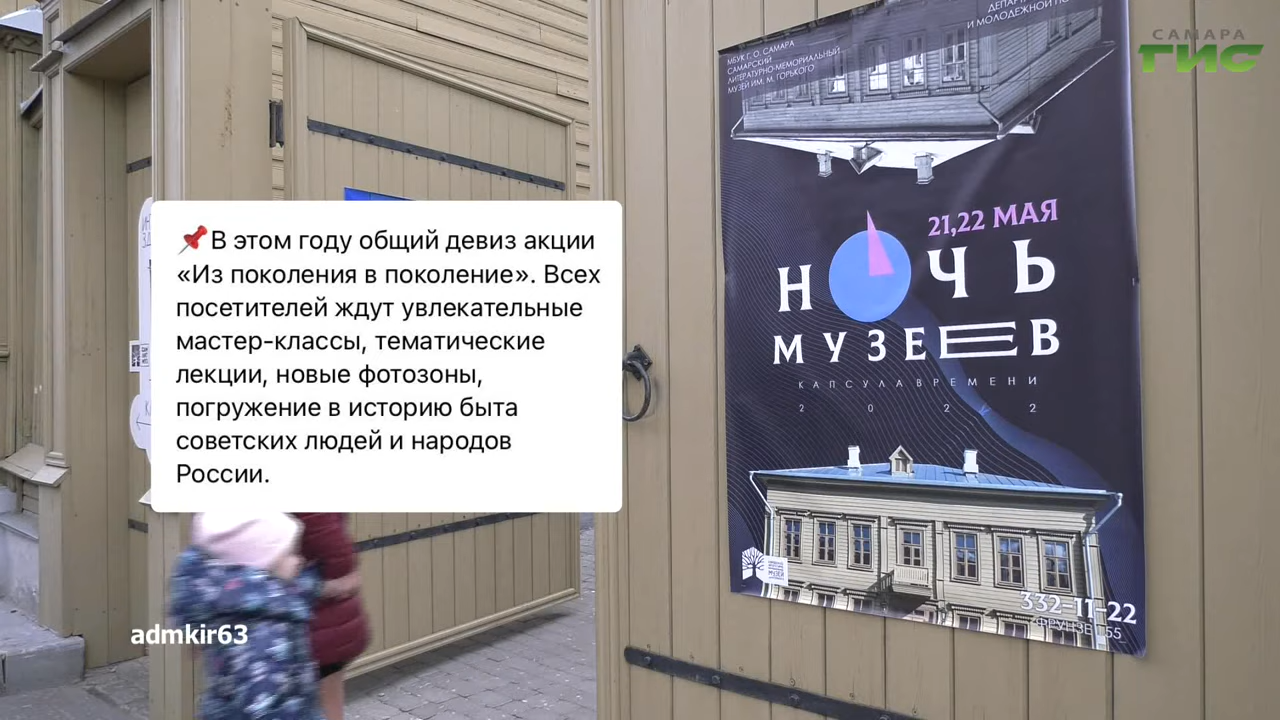 📌В этом году общий девиз акции
«Из поколения в поколение». Всех
посетителей ждут увлекательные
мастер-классы, тематические
лекции, новые фотозоны,
погружение в историю быта
советских людей и народов
России.
admkir63
САМАРА
ГИС
И МОЛОДЕЖНОЙ
МБУК Г. О. САМАРА
САМАРСКИЙ
ЛИТЕРАТУРНО-МЕМОРИАЛЬНЫЙ
МУЗЕЙ ИМ. М. ГОРЬКОГО
21,22 МАЯ
НОЧЬ
МУЗЕЕВ
КАПСУЛА ВРЕМЕНИ
2022
332-11-22
ФРУНЗЕ 155